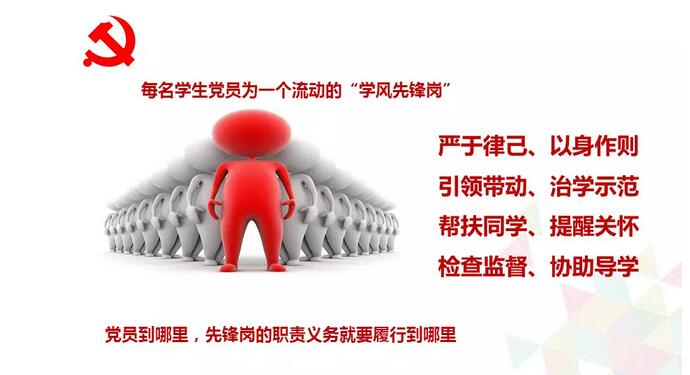 每名学生党员为一个流动的“学风先锋岗”
严于律己、以身作则
引领带动、治学示范
帮扶同学、提醒关怀
检查监督、协助导学
党员到哪里，先锋岗的职责义务就要履行到哪里